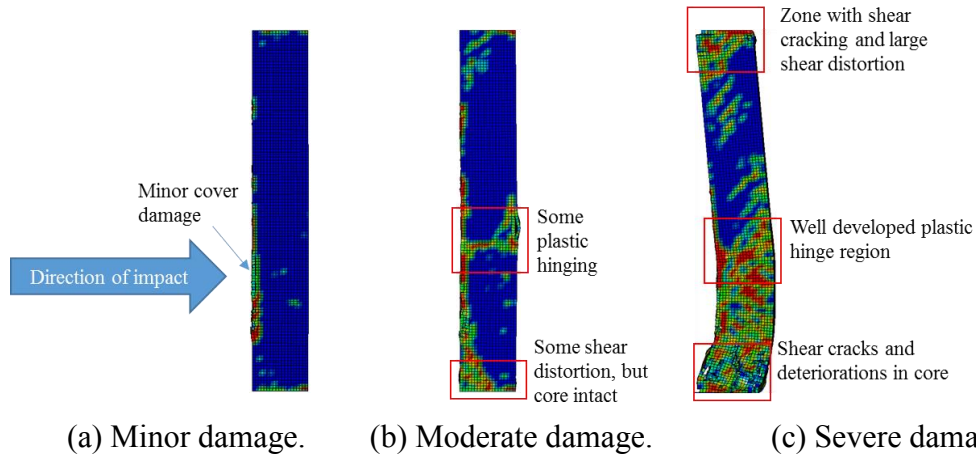 Minor cover
damage
Direction of impact
Some
plastic
hinging
Some shear
distortion, but
core intact
Zone with shear
cracking and large
shear distortion
Well developed plastic
hinge region
Shear cracks and
deteriorations in core
(a) Minor damage.
(b) Moderate damage.
(c) Severe dama